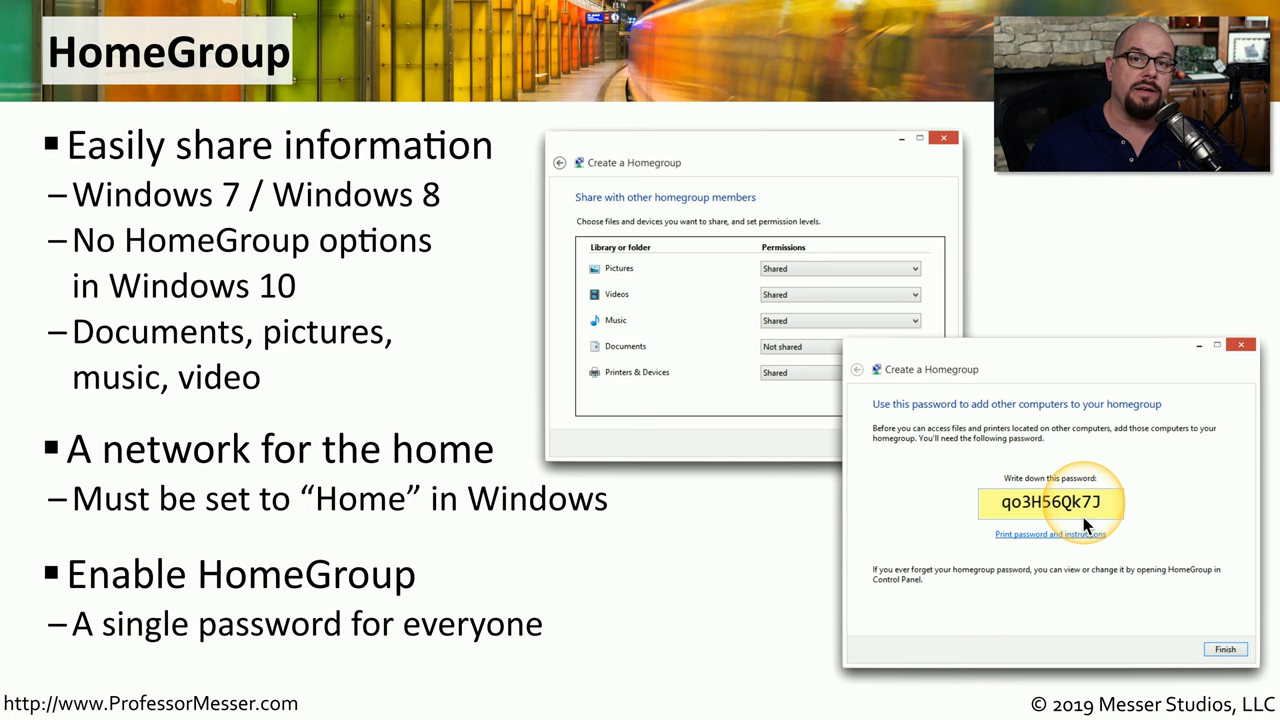 HomeGroup
▪ Easily share information
– Windows 7 / Windows 8
– No HomeGroup options
in Windows 10
– Documents, pictures,
music, video
▪ A network for the home
– Must be set to “Home” in Windows
▪ Enable HomeGroup
– A single password for everyone
Create a Homegroup
Share with other homegroup members
Choose files and devices you want to share, and set permission levels.
Library or folder Permissions
Pictures Shared
Videos Shared
Music Shared
Documents Not shared
Printers & Devices Shared
Create a Homegroup
Use this password to add other computers to your homegroup
Before you can access files and printers located on other computers, add those computers to your
homegroup. You'll need the following password.
Write down this password:
qo3H56Qk7J
Print password and instructions
If you ever forget your homegroup password, you can view or change it by opening HomeGroup in
Control Panel.
Finish
http://www.ProfessorMesser.com
© 2019 Messer Studios, LLC